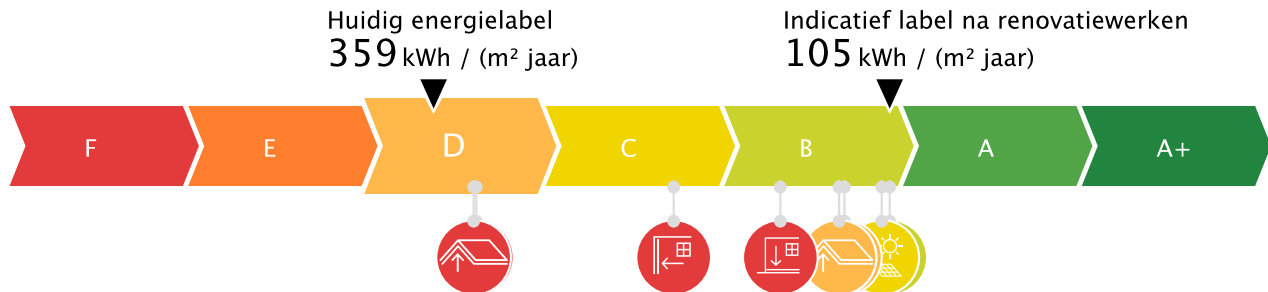 Huidig energielabel
359 kWh / (m² jaar)
Indicatief label na renovatiewerken
105 kWh / (m² jaar)
F
E
D
C
B
A
A+